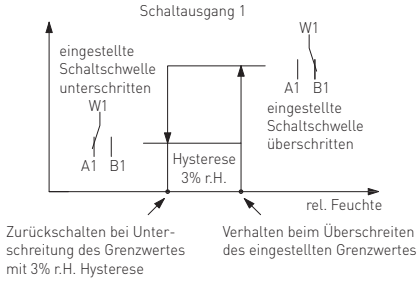 Schaltausgang 1
eingestellte
Schaltschwelle
unterschritten
W1
A1 B1
W1
A1 B1
eingestellte
Schaltschwelle
überschritten
Hysterese
3% r.H.
rel. Feuchte
Zurückschalten bei Unter-
schreitung des Grenzwertes
mit 3% r.H. Hysterese
Verhalten beim Überschreiten
des eingestellten Grenzwertes